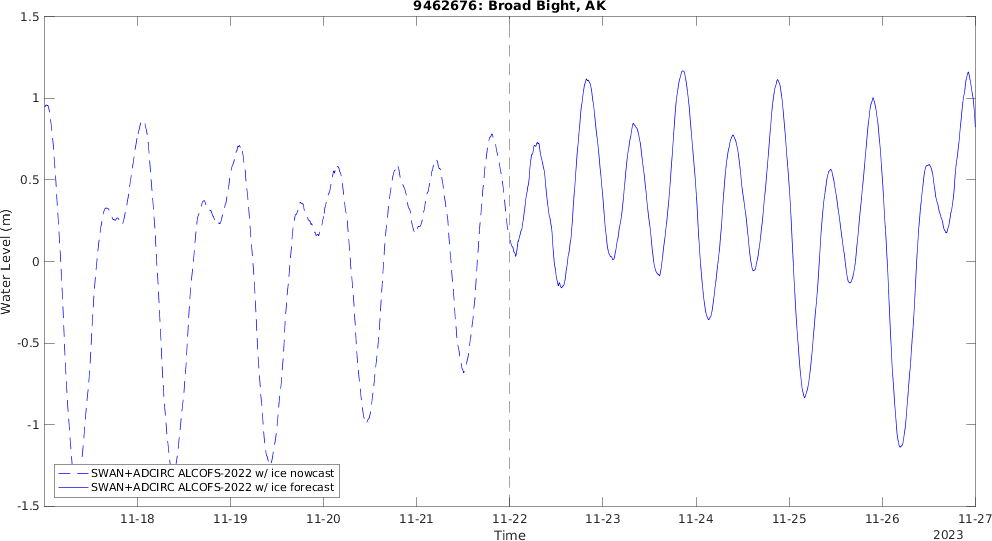 9462676: Broad Bight, AK
1.5
1
0.5
0
-0.5
-1
-1.5
Water Level (m)
SWAN+ADCIRC ALCOFS-2022 w/ ice nowcast
SWAN+ADCIRC ALCOFS-2022 w/ ice forecast
11-18 11-19 11-20 11-21 11-22 11-23 11-24 11-25 11-26 11-27
Time
2023